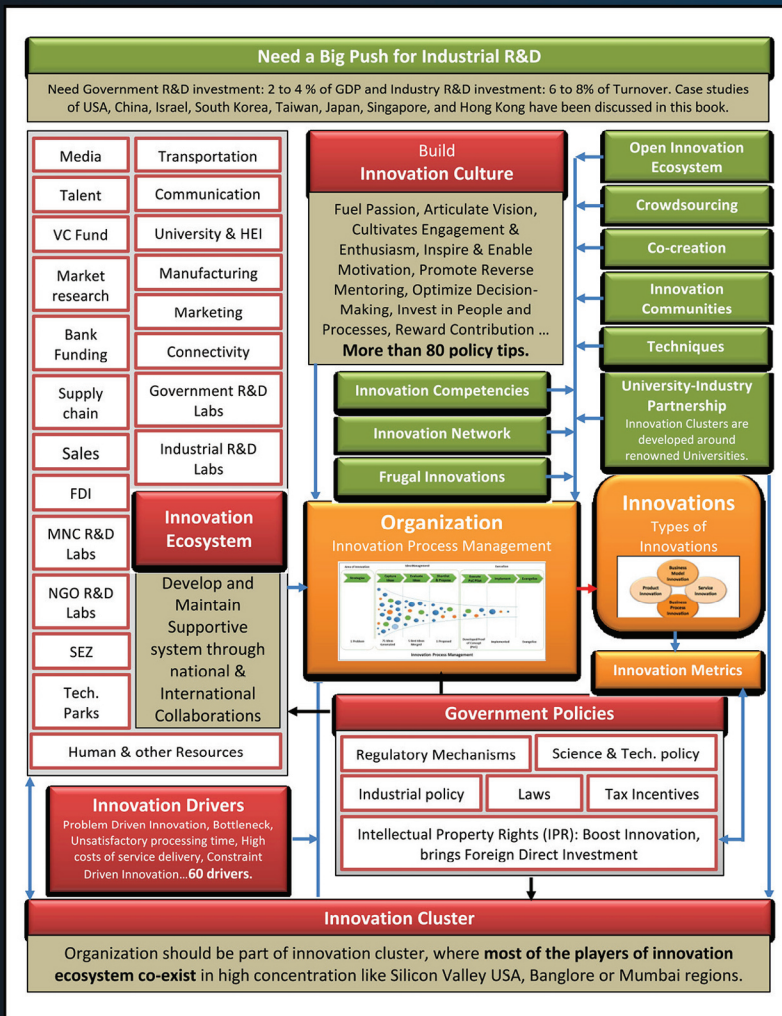 Need a Big Push for Industrial R&D
Need Government R&D investment: 2 to 4 % of GDP and Industry R&D investment: 6 to 8% of Turnover. Case studies
of USA, China, Israel, South Korea, Taiwan, Japan, Singapore, and Hong Kong have been discussed in this book.
Media
Talent
VC Fund
Market
research
Bank
Funding
Supply
chain
Sales
FDI
MNC R&D
Labs
NGO R&D
Labs
SEZ
Tech.
Parks
Transportation
Communication
University & HEI
Manufacturing
Marketing
Connectivity
Government R&D
Labs
Industrial R&D
Labs
Innovation
Ecosystem
Develop and
Maintain
Supportive
system through
national &
International
Collaborations
Human & other Resources
Build
Innovation Culture
Fuel Passion, Articulate Vision,
Cultivates Engagement &
Enthusiasm, Inspire & Enable
Motivation, Promote Reverse
Mentoring, Optimize Decision-
Making, Invest in People and
Processes, Reward Contribution ...
More than 80 policy tips.
Innovation Competencies
Innovation Network
Frugal Innovations
Open Innovation
Ecosystem
Crowdsourcing
Co-creation
Innovation
Communities
Techniques
University-Industry
Partnership
Innovation Clusters are
developed around
renowned Universities.
Organization
Innovation Process Management
Innovation Process Management
Innovations
Types of
Innovations
Business
Model
Innovation
Product
Innovation
Service
Innovation
Business
Process
Innovation
Innovation Metrics
Government Policies
Regulatory Mechanisms
Science & Tech. policy
Industrial policy
Laws
Tax Incentives
Intellectual Property Rights (IPR): Boost Innovation,
brings Foreign Direct Investment
Innovation Drivers
Problem Driven Innovation, Bottleneck,
Unsatisfactory processing time, High
costs of service delivery, Constraint
Driven Innovation...60 drivers.
Innovation Cluster
Organization should be part of innovation cluster, where most of the players of innovation
ecosystem co-exist in high concentration like Silicon Valley USA, Banglore or Mumbai regions.